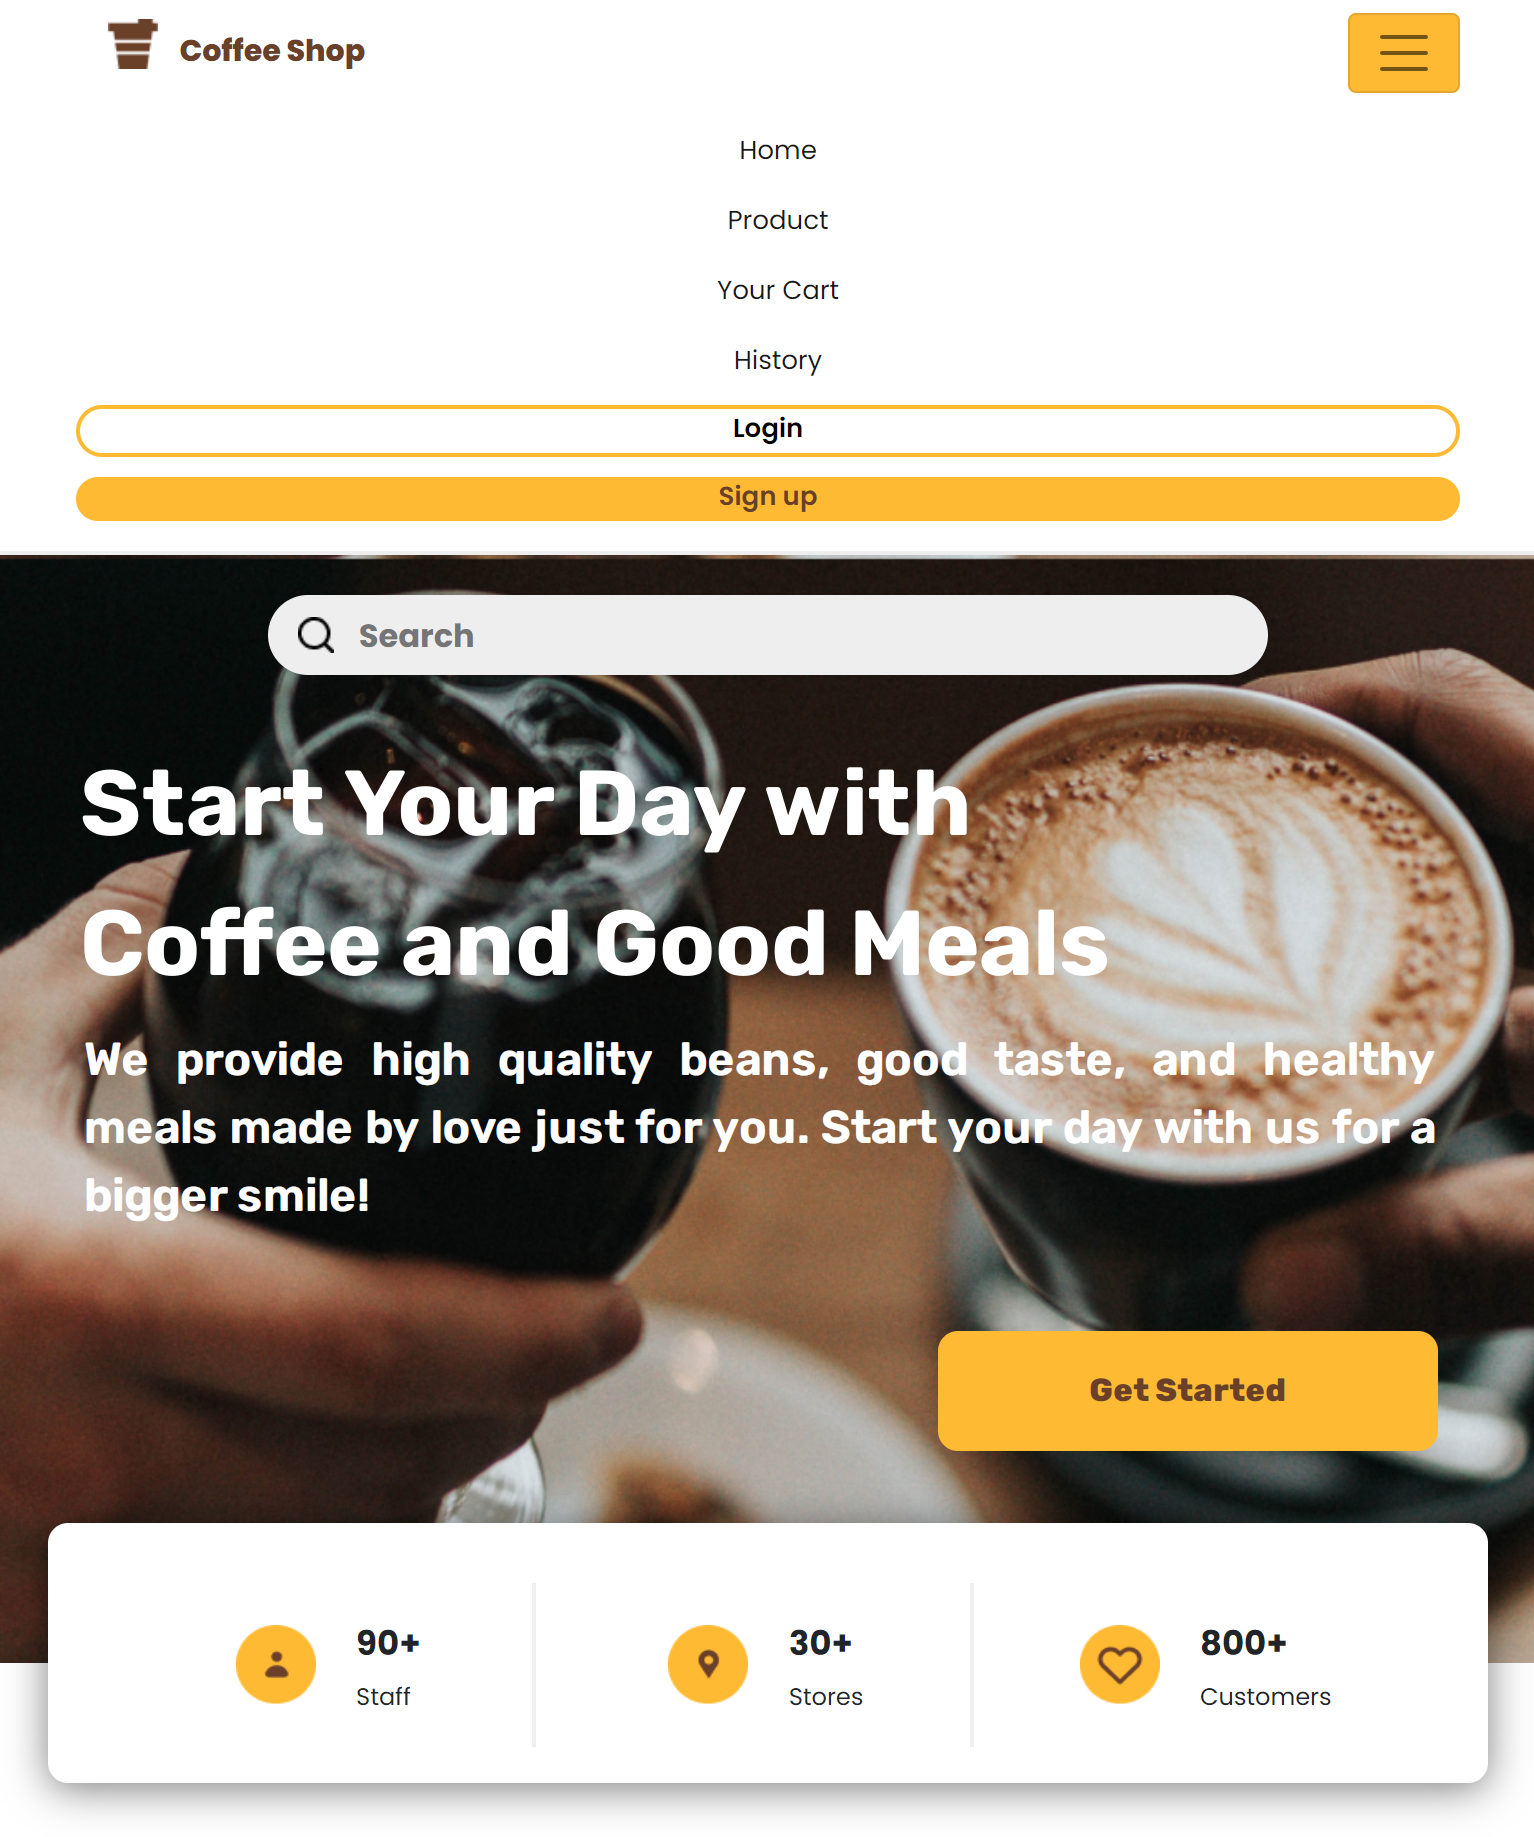 Coffee Shop
Home
Product
Your Cart
History
Login
Sign up
Search
Start Your Day with
Coffee and Good Meals
We provide high quality beans, good taste, and healthy
meals made by love just for you. Start your day with us for a
bigger smile!
Get Started
90+
Staff
30+
Stores
800+
Customers